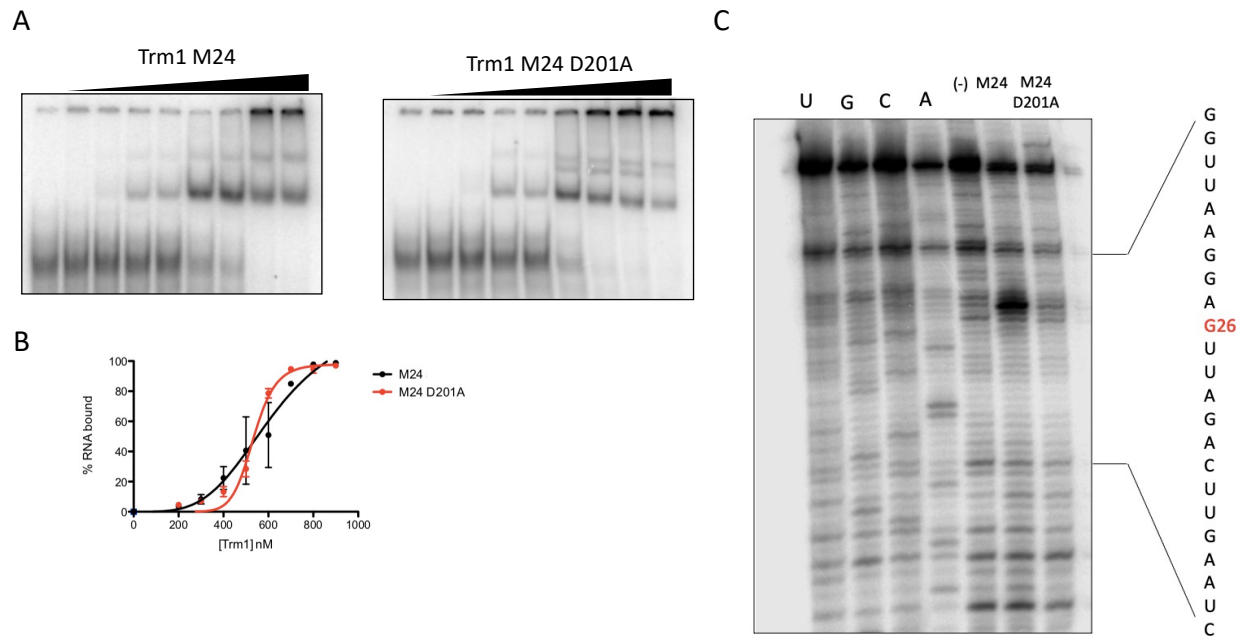 A
Trm1 M24
Trm1 M24 D201A
B
100
80
60
40
20
0
% RNA bound
0 200 400 600 800 1000
[Trm1] nM
M24
M24 D201A
C
U G C A (-) M24 M24
D201A
G
G
U
U
A
A
G
G
A
G26
U
U
A
G
A
C
U
U
G
A
A
U
C